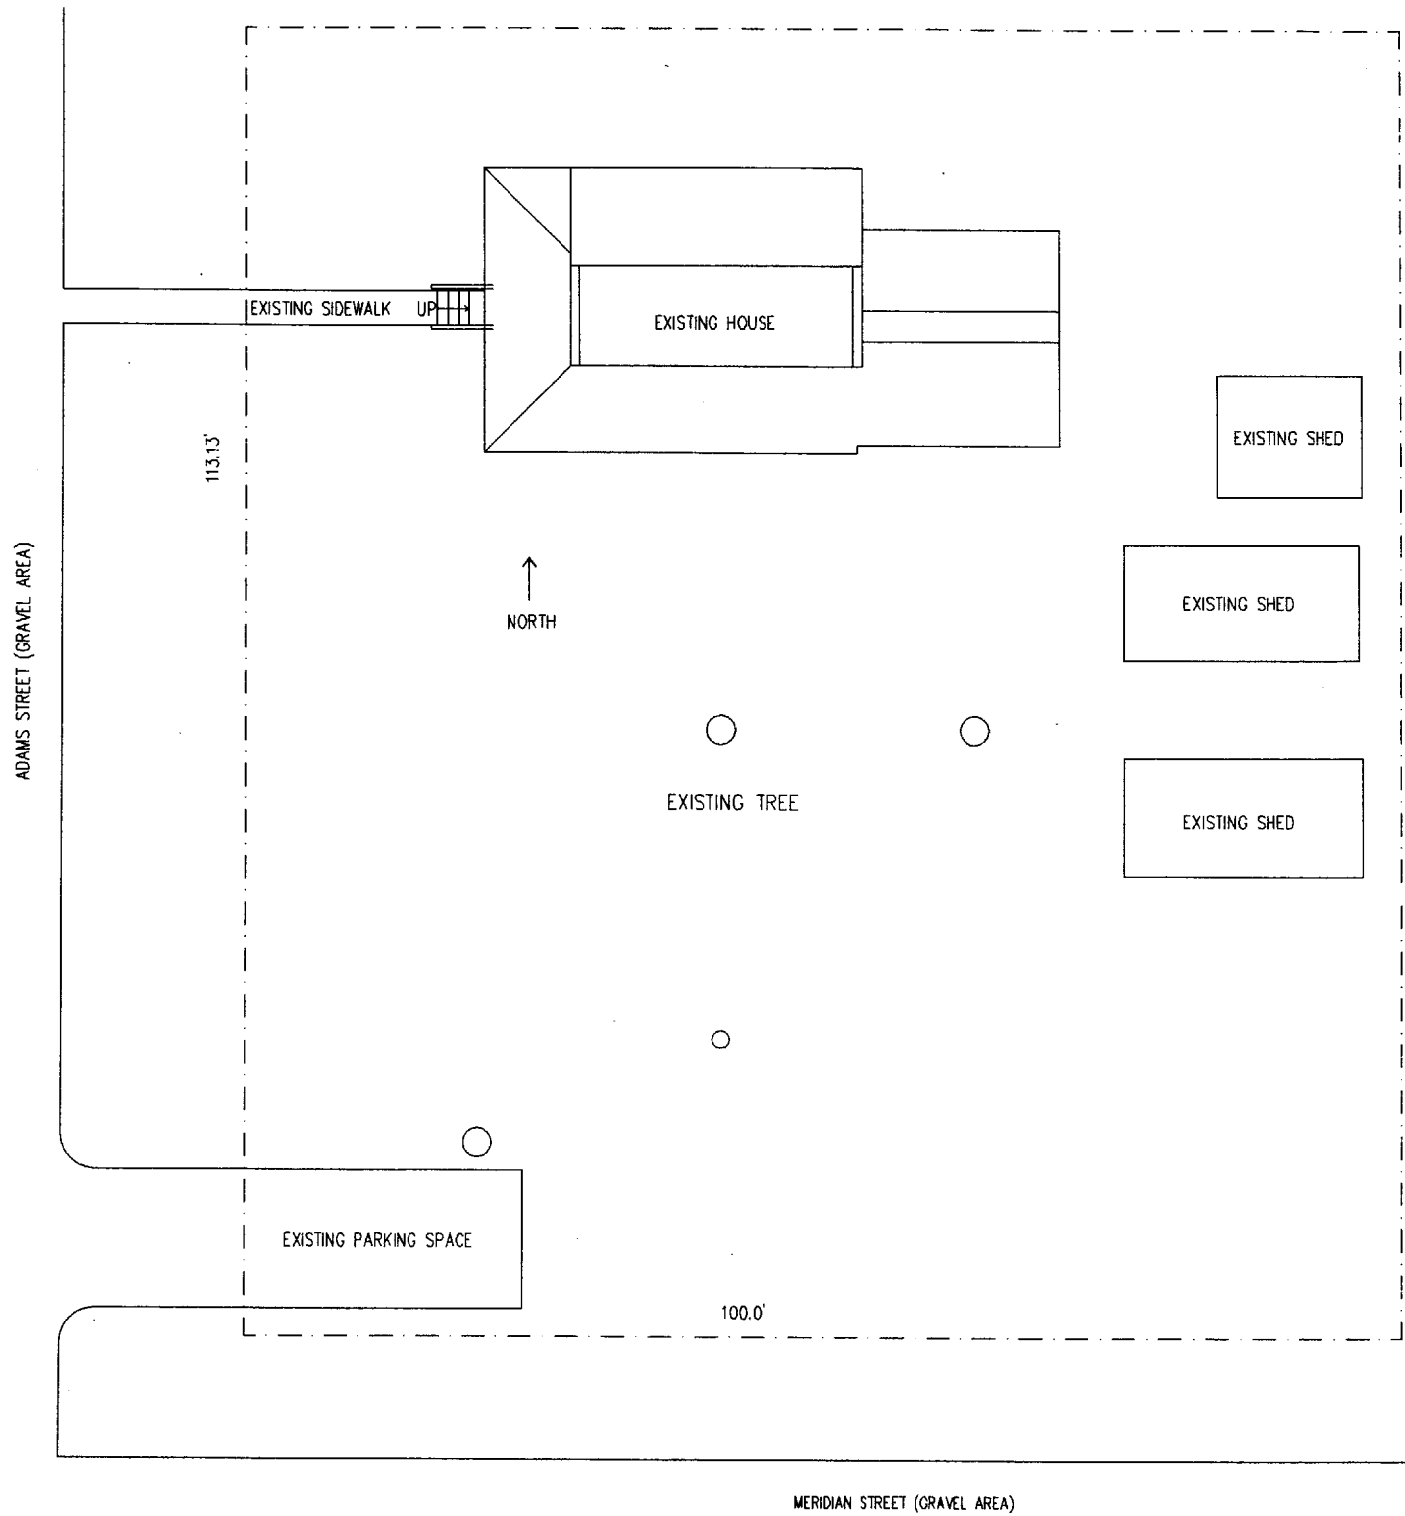 EXISTING SIDEWALK
UP
EXISTING HOUSE
EXISTING SHED
113.13'
ADAMS STREET (GRAVEL AREA)
NORTH
EXISTING SHED
EXISTING TREE
EXISTING SHED
EXISTING PARKING SPACE
100.0'
MERIDIAN STREET (GRAVEL AREA)